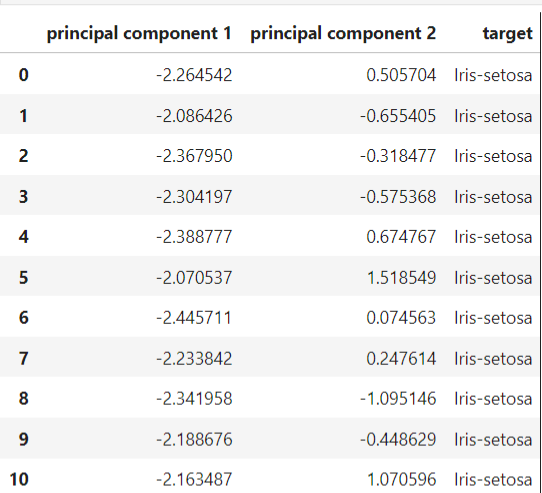 principal component 1 principal component 2 target
0 -2.264542 0.505704 Iris-setosa
1 -2.086426 -0.655405 Iris-setosa
2 -2.367950 -0.318477 Iris-setosa
3 -2.304197 -0.575368 Iris-setosa
4 -2.388777 0.674767 Iris-setosa
5 -2.070537 1.518549 Iris-setosa
6 -2.445711 0.074563 Iris-setosa
7 -2.233842 0.247614 Iris-setosa
8 -2.341958 -1.095146 Iris-setosa
9 -2.188676 -0.448629 Iris-setosa
10 -2.163487 1.070596 Iris-setosa